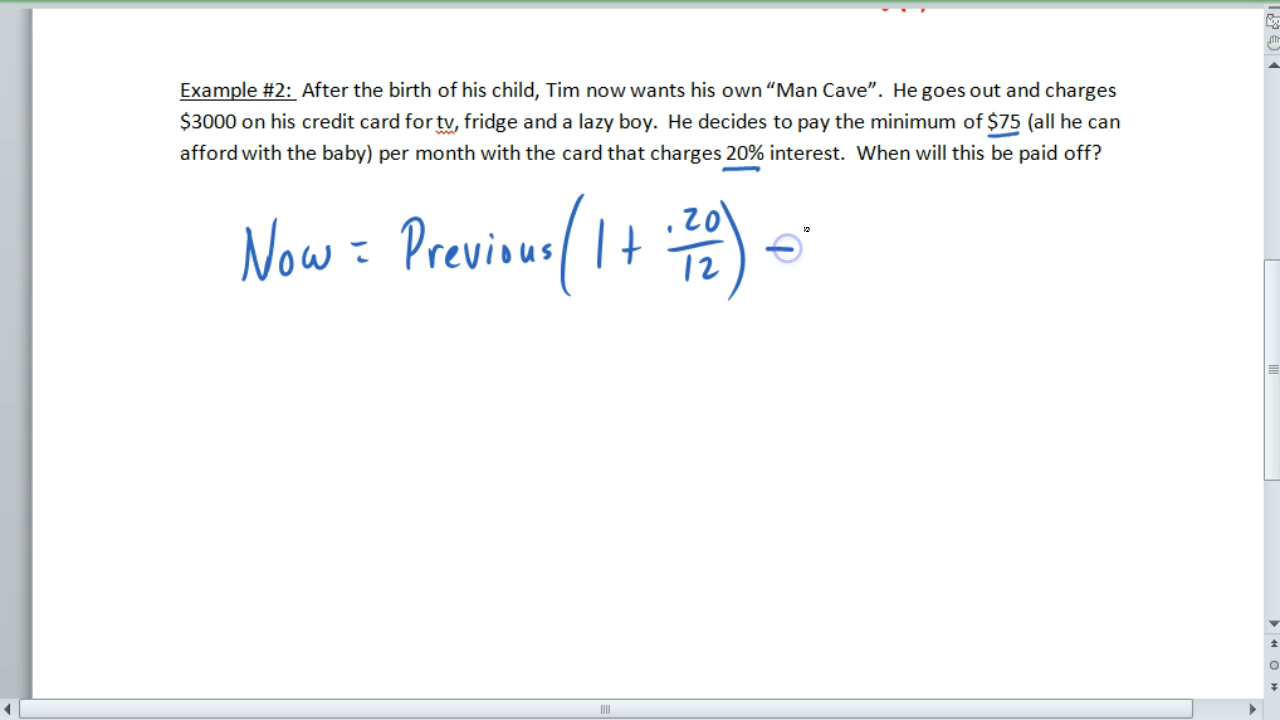 Example #2: After the birth of his child, Tim now wants his own “Man Cave”. He goes out and charges
$3000 on his credit card for tv, fridge and a lazy boy. He decides to pay the minimum of $75 (all he can
afford with the baby) per month with the card that charges 20% interest. When will this be paid off?
Now = Previous(1 + .20/12) −